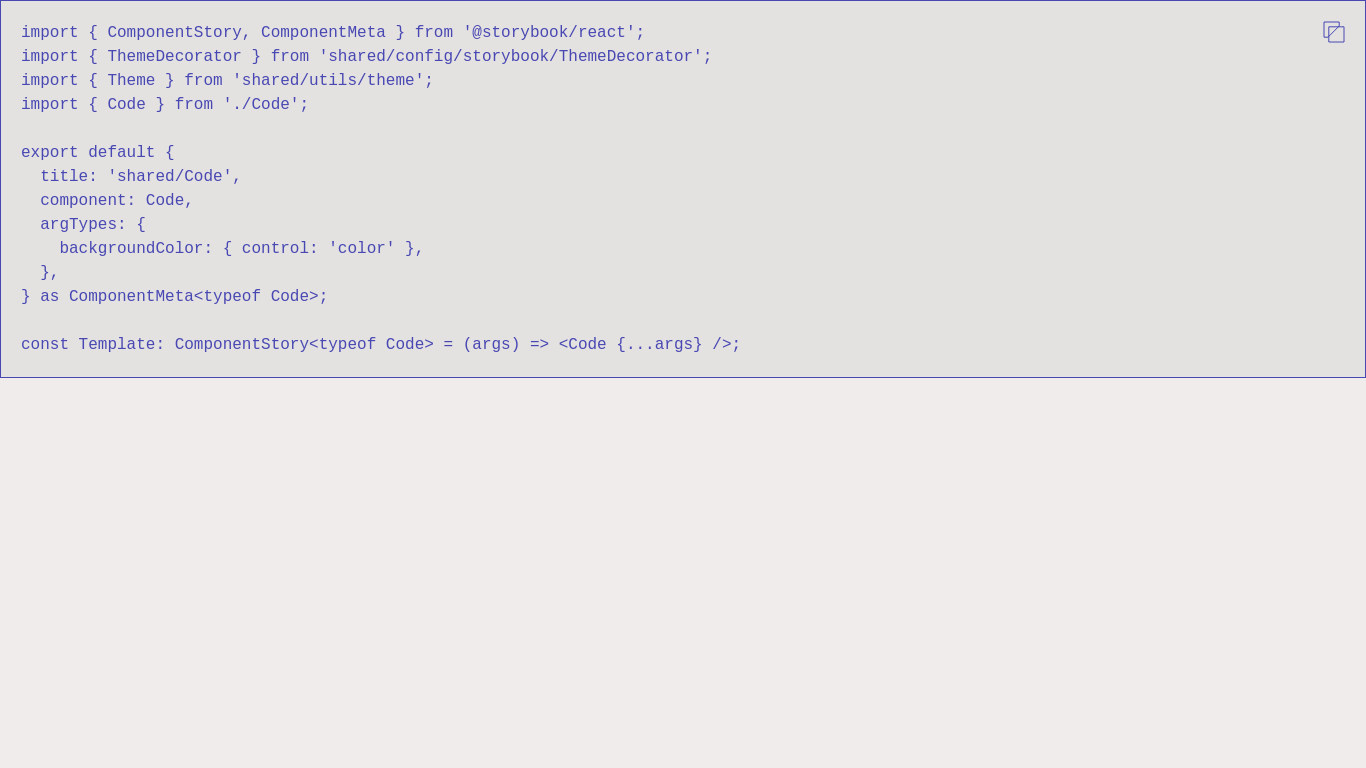 import { ComponentStory, ComponentMeta } from '@storybook/react';
import { ThemeDecorator } from 'shared/config/storybook/ThemeDecorator';
import { Theme } from 'shared/utils/theme';
import { Code } from './Code';

export default {
  title: 'shared/Code',
  component: Code,
  argTypes: {
    backgroundColor: { control: 'color' },
  },
} as ComponentMeta<typeof Code>;

const Template: ComponentStory<typeof Code> = (args) => <Code {...args} />;